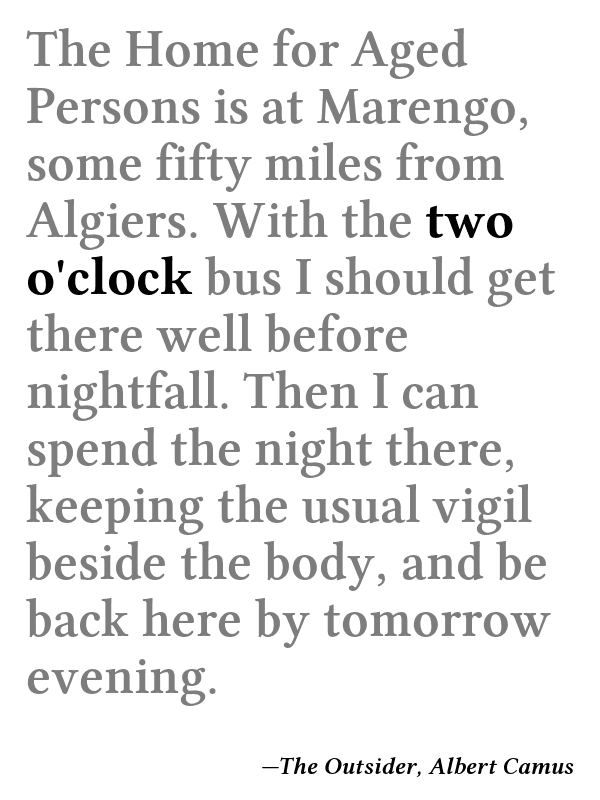 The Home for Aged
Persons is at Marengo,
some fifty miles from
Algiers. With the two
o'clock bus I should get
there well before
nightfall. Then I can
spend the night there,
keeping the usual vigil
beside the body, and be
back here by tomorrow
evening.
—The Outsider, Albert Camus